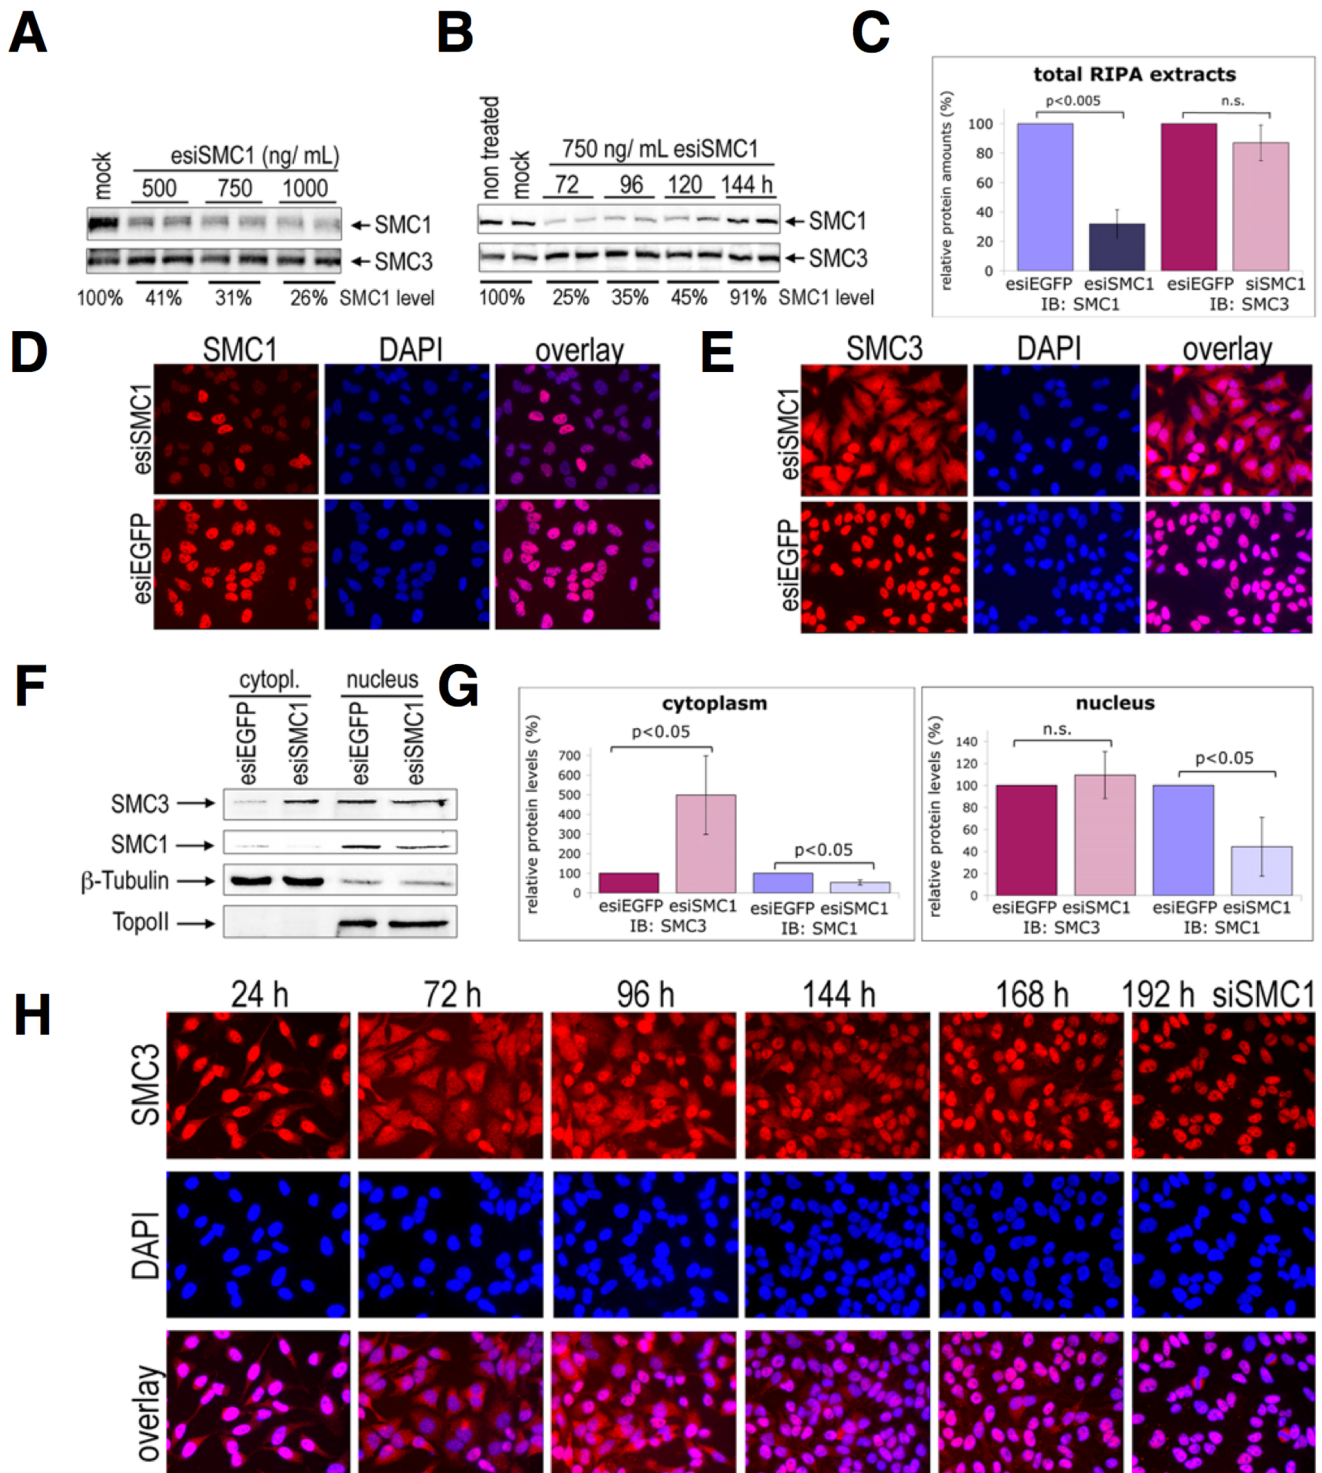 A
esiSMC1 (ng/ mL)
mock
500 750 1000
SMC1
SMC3
100% 41% 31% 26% SMC1 level
B
non treated
mock
750 ng/ mL esiSMC1
72 96 120 144 h
SMC1
SMC3
100% 25% 35% 45% 91% SMC1 level
C
total RIPA extracts
relative protein amounts (%)
p<0.005 n.s.
100
80
60
40
20
0
esiEGFP esiSMC1 esiEGFP siSMC1
IB: SMC1 IB: SMC3
D
SMC1 DAPI overlay
esiSMC1
esiEGFP
E
SMC3 DAPI overlay
esiSMC1
esiEGFP
F
cytopl. nucleus
esiEGFP
esiSMC1
esiEGFP
esiSMC1
SMC3
SMC1
β-Tubulin
TopoII
G
cytoplasm
relative protein levels (%)
p<0.05
700
600
500
400
300
200
100
0
p<0.05
esiEGFP esiSMC1 esiEGFP esiSMC1
IB: SMC3 IB: SMC1
nucleus
relative protein levels (%)
n.s.
p<0.05
140
120
100
80
60
40
20
0
esiEGFP esiSMC1 esiEGFP esiSMC1
IB: SMC3 IB: SMC1
H
24 h 72 h 96 h 144 h 168 h 192 h siSMC1
SMC3
DAPI
overlay